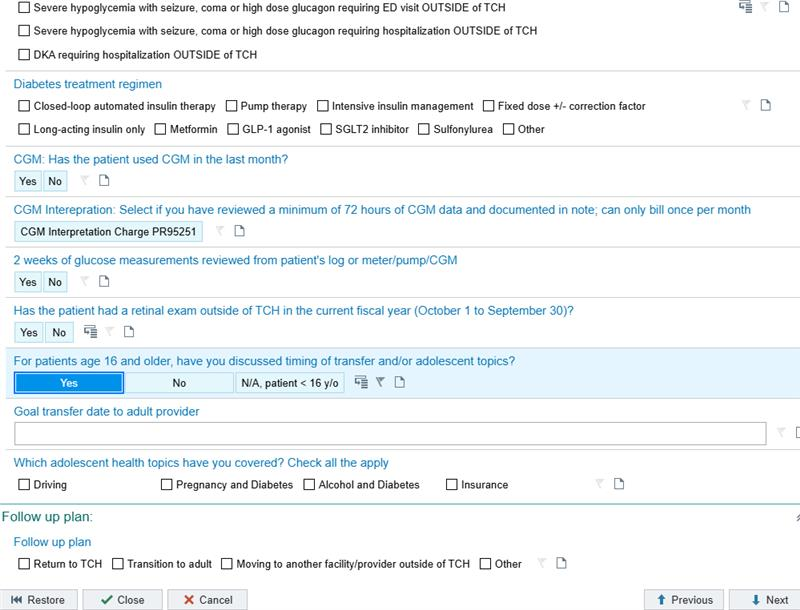 Severe hypoglycemia with seizure, coma or high dose glucagon requiring ED visit OUTSIDE of TCH
Severe hypoglycemia with seizure, coma or high dose glucagon requiring hospitalization OUTSIDE of TCH
DKA requiring hospitalization OUTSIDE of TCH
Diabetes treatment regimen
Closed-loop automated insulin therapy Pump therapy Intensive insulin management Fixed dose +/- correction factor
Long-acting insulin only Metformin GLP-1 agonist SGLT2 inhibitor Sulfonylurea Other
CGM: Has the patient used CGM in the last month?
Yes No
CGM Interepration: Select if you have reviewed a minimum of 72 hours of CGM data and documented in note; can only bill once per month
CGM Interpretation Charge PR95251
2 weeks of glucose measurements reviewed from patient's log or meter/pump/CGM
Yes No
Has the patient had a retinal exam outside of TCH in the current fiscal year (October 1 to September 30)?
Yes No
For patients age 16 and older, have you discussed timing of transfer and/or adolescent topics?
Yes No N/A, patient < 16 y/o
Goal transfer date to adult provider
Which adolescent health topics have you covered? Check all the apply
Driving Pregnancy and Diabetes Alcohol and Diabetes Insurance
Follow up plan:
Follow up plan
Return to TCH Transition to adult Moving to another facility/provider outside of TCH Other
Restore Close Cancel Previous Next